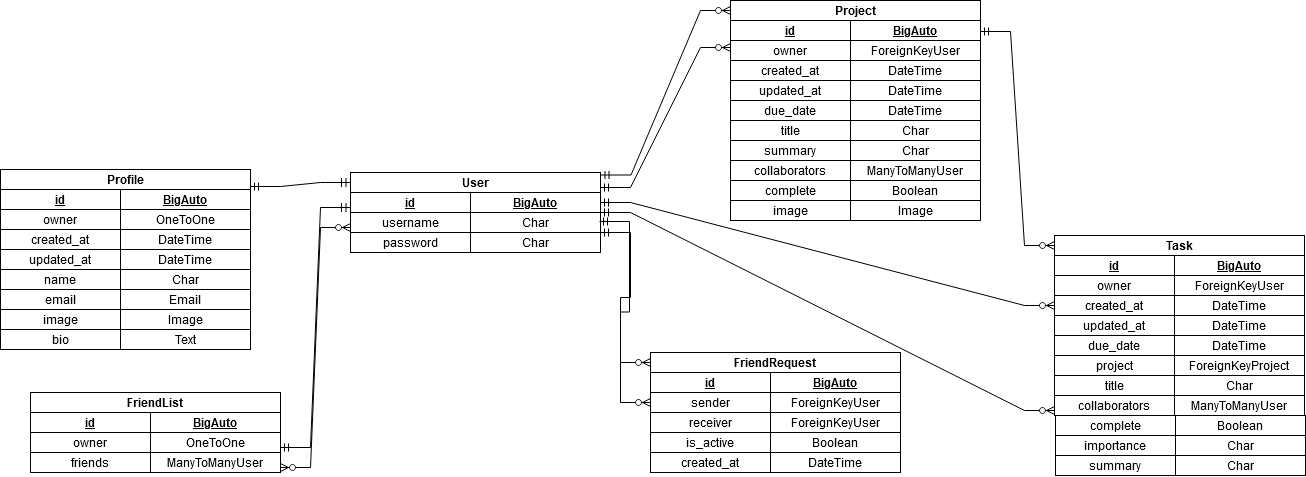 Project
id BigAuto
owner ForeignKeyUser
created_at DateTime
updated_at DateTime
due_date DateTime
title Char
summary Char
collaborators ManyToManyUser
complete Boolean
image Image
Profile
id BigAuto
owner OneToOne
created_at DateTime
updated_at DateTime
name Char
email Email
image Image
bio Text
User
id BigAuto
username Char
password Char
Task
id BigAuto
owner ForeignKeyUser
created_at DateTime
updated_at DateTime
due_date DateTime
project ForeignKeyProject
title Char
collaborators ManyToManyUser
complete Boolean
importance Char
summary Char
FriendList
id BigAuto
owner OneToOne
friends ManyToManyUser
FriendRequest
id BigAuto
sender ForeignKeyUser
receiver ForeignKeyUser
is_active Boolean
created_at DateTime